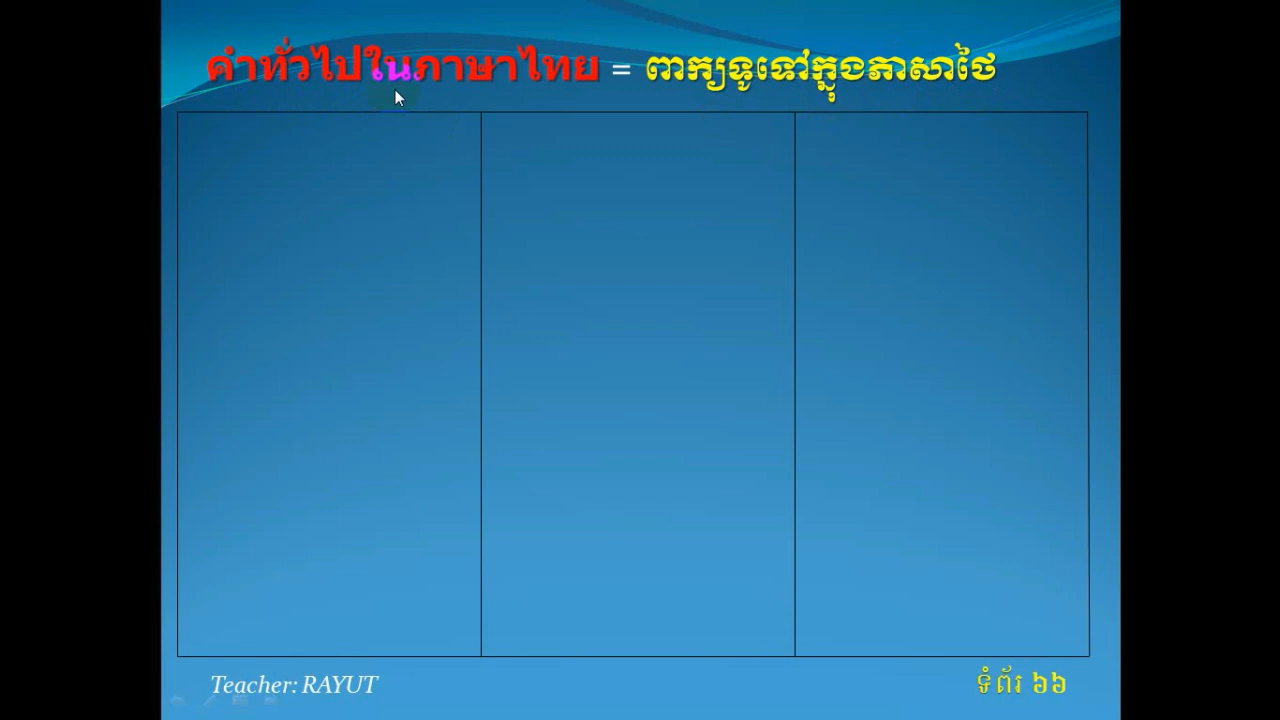 คำทั่วไปในภาษาไทย = ពាក្យទូទៅក្នុងភាសាថៃ
Teacher: RAYUT
ទំព័រ ៦៦